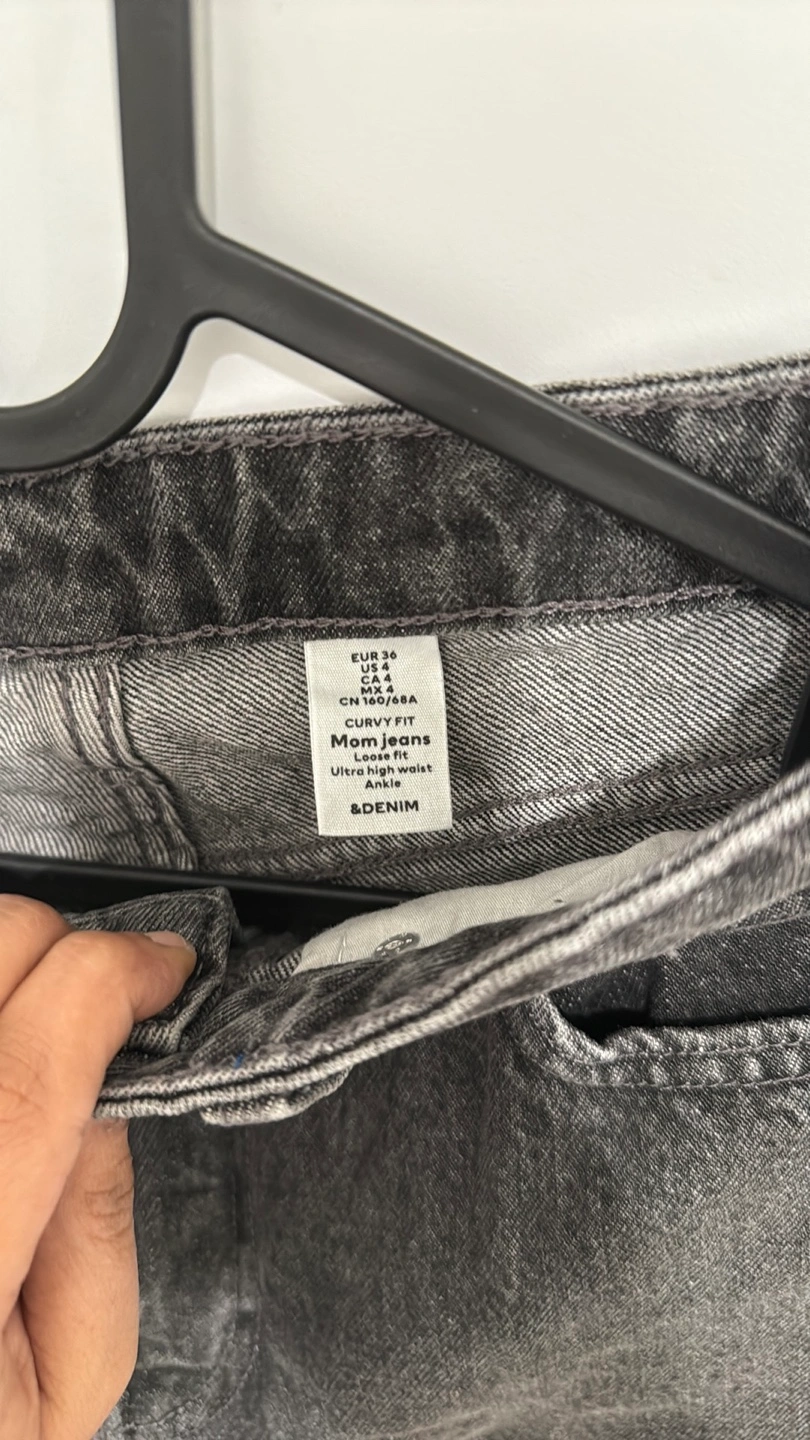 EUR 36
US 4
CA 4
MX 4
CN 160/68A
CURVY FIT
Mom jeans
Loose fit
Ultra high waist
Ankle
&DENIM